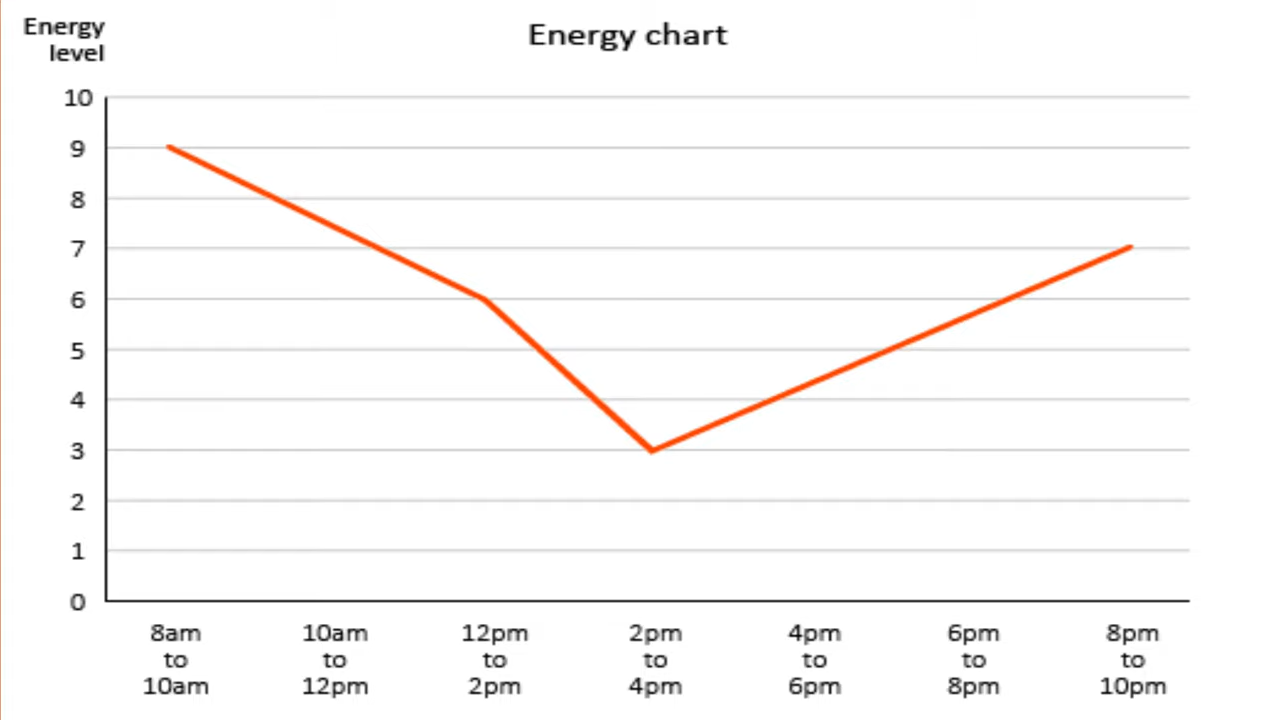 Energy
level
Energy chart
10
9
8
7
6
5
4
3
2
1
0
8am
to
10am
10am
to
12pm
12pm
to
2pm
2pm
to
4pm
4pm
to
6pm
6pm
to
8pm
8pm
to
10pm